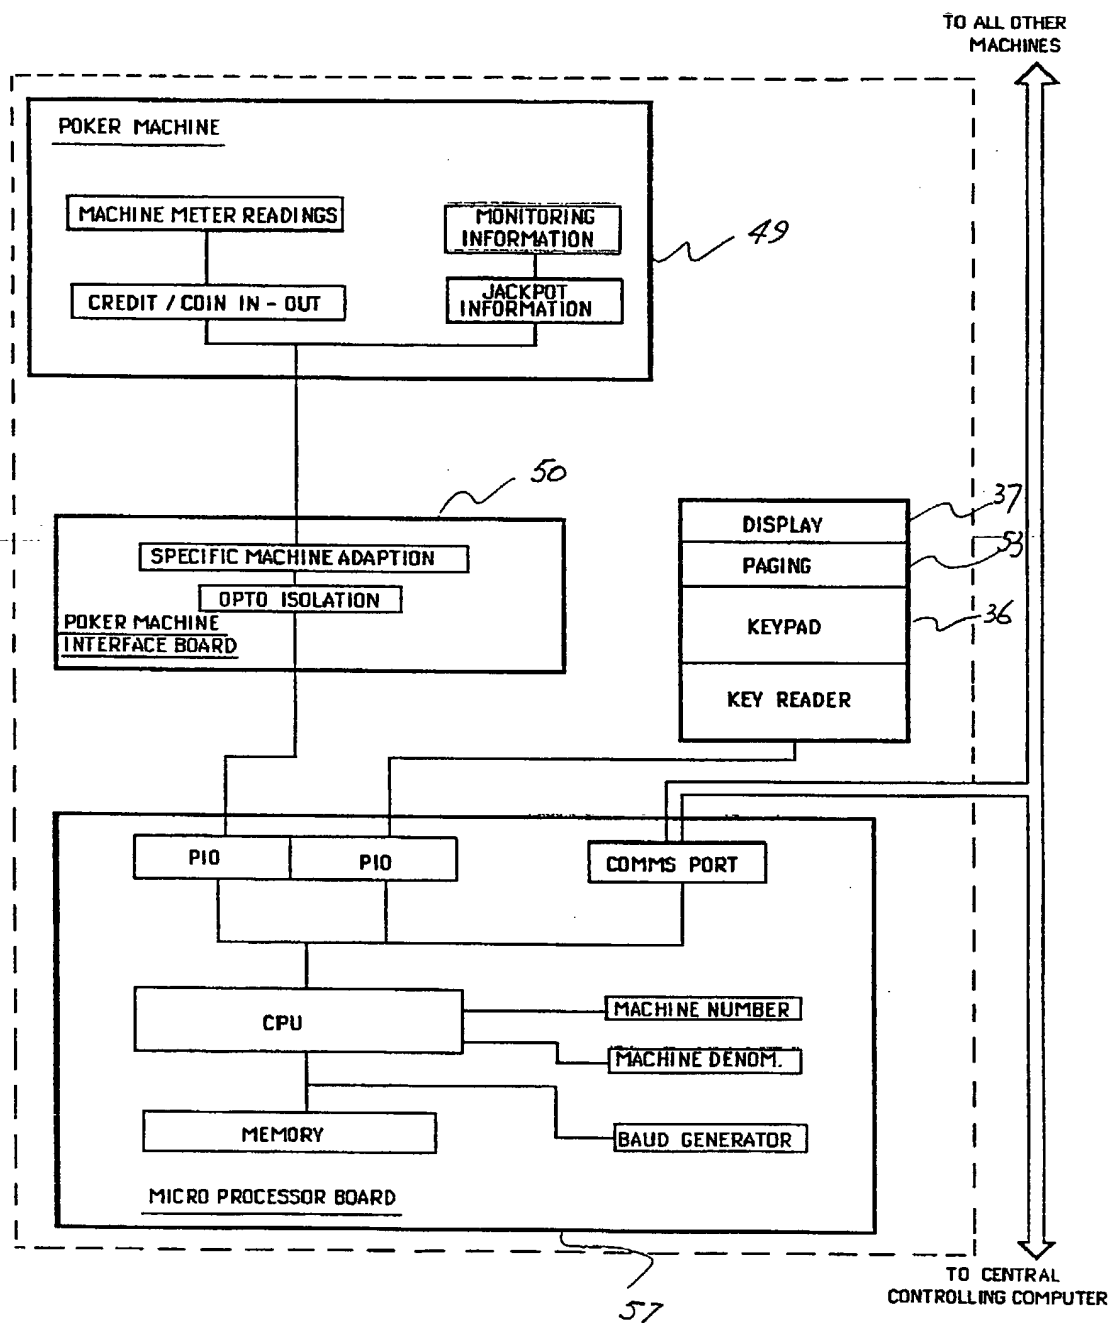 TO ALL OTHER
MACHINES
POKER MACHINE
MACHINE METER READINGS
MONITORING
INFORMATION
49
CREDIT / COIN IN - OUT
JACKPOT
INFORMATION
50
SPECIFIC MACHINE ADAPTION
OPTO ISOLATION
POKER MACHINE
INTERFACE BOARD
DISPLAY
37
PAGING
53
KEYPAD
36
KEY READER
PIO
PIO
COMMS PORT
CPU
MACHINE NUMBER
MACHINE DENOM.
MEMORY
BAUD GENERATOR
MICRO PROCESSOR BOARD
57
TO CENTRAL
CONTROLLING COMPUTER